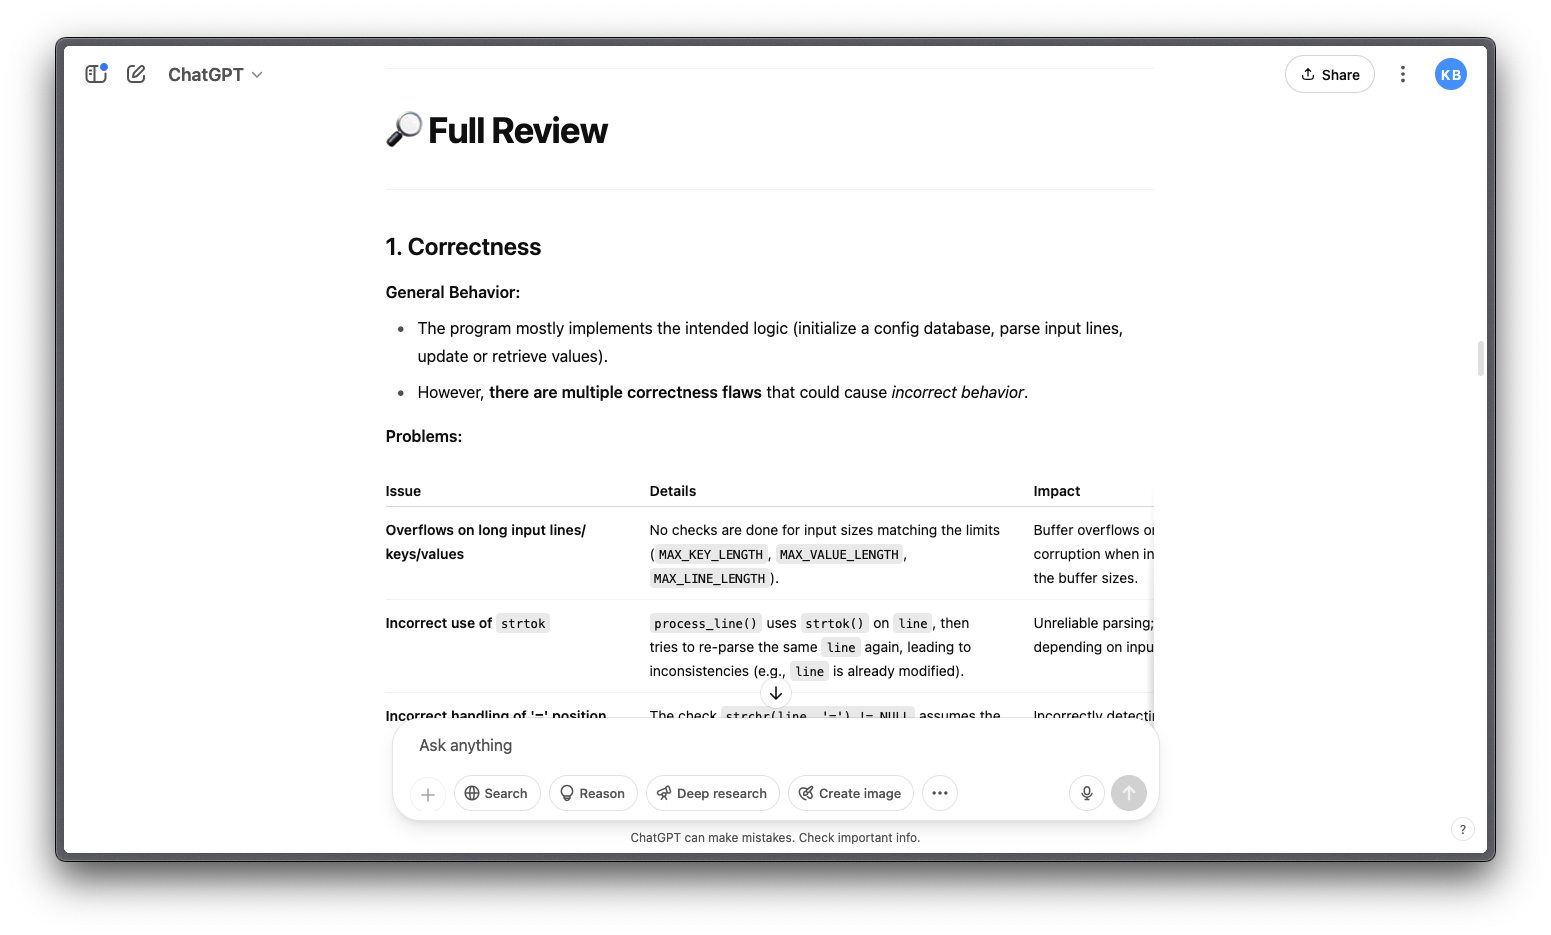 ChatGPT
Share
KB
Full Review
1. Correctness
General Behavior:
The program mostly implements the intended logic (initialize a config database, parse input lines,
update or retrieve values).
However, there are multiple correctness flaws that could cause incorrect behavior.
Problems:
Issue Details Impact
Overflows on long input lines/
keys/values
No checks are done for input sizes matching the limits
(MAX_KEY_LENGTH, MAX_VALUE_LENGTH,
MAX_LINE_LENGTH).
Buffer overflows
corruption when in
the buffer sizes.
Incorrect use of strtok
process_line() uses strtok() on line, then
tries to re-parse the same line again, leading to
inconsistencies (e.g., line is already modified).
Unreliable parsing;
depending on inpu
Incorrect handling of '=' position
The check strchr(line, '=') != NULL assumes the
Incorrectly detecti
Ask anything
Search
Reason
Deep research
Create image
ChatGPT can make mistakes. Check important info.
?